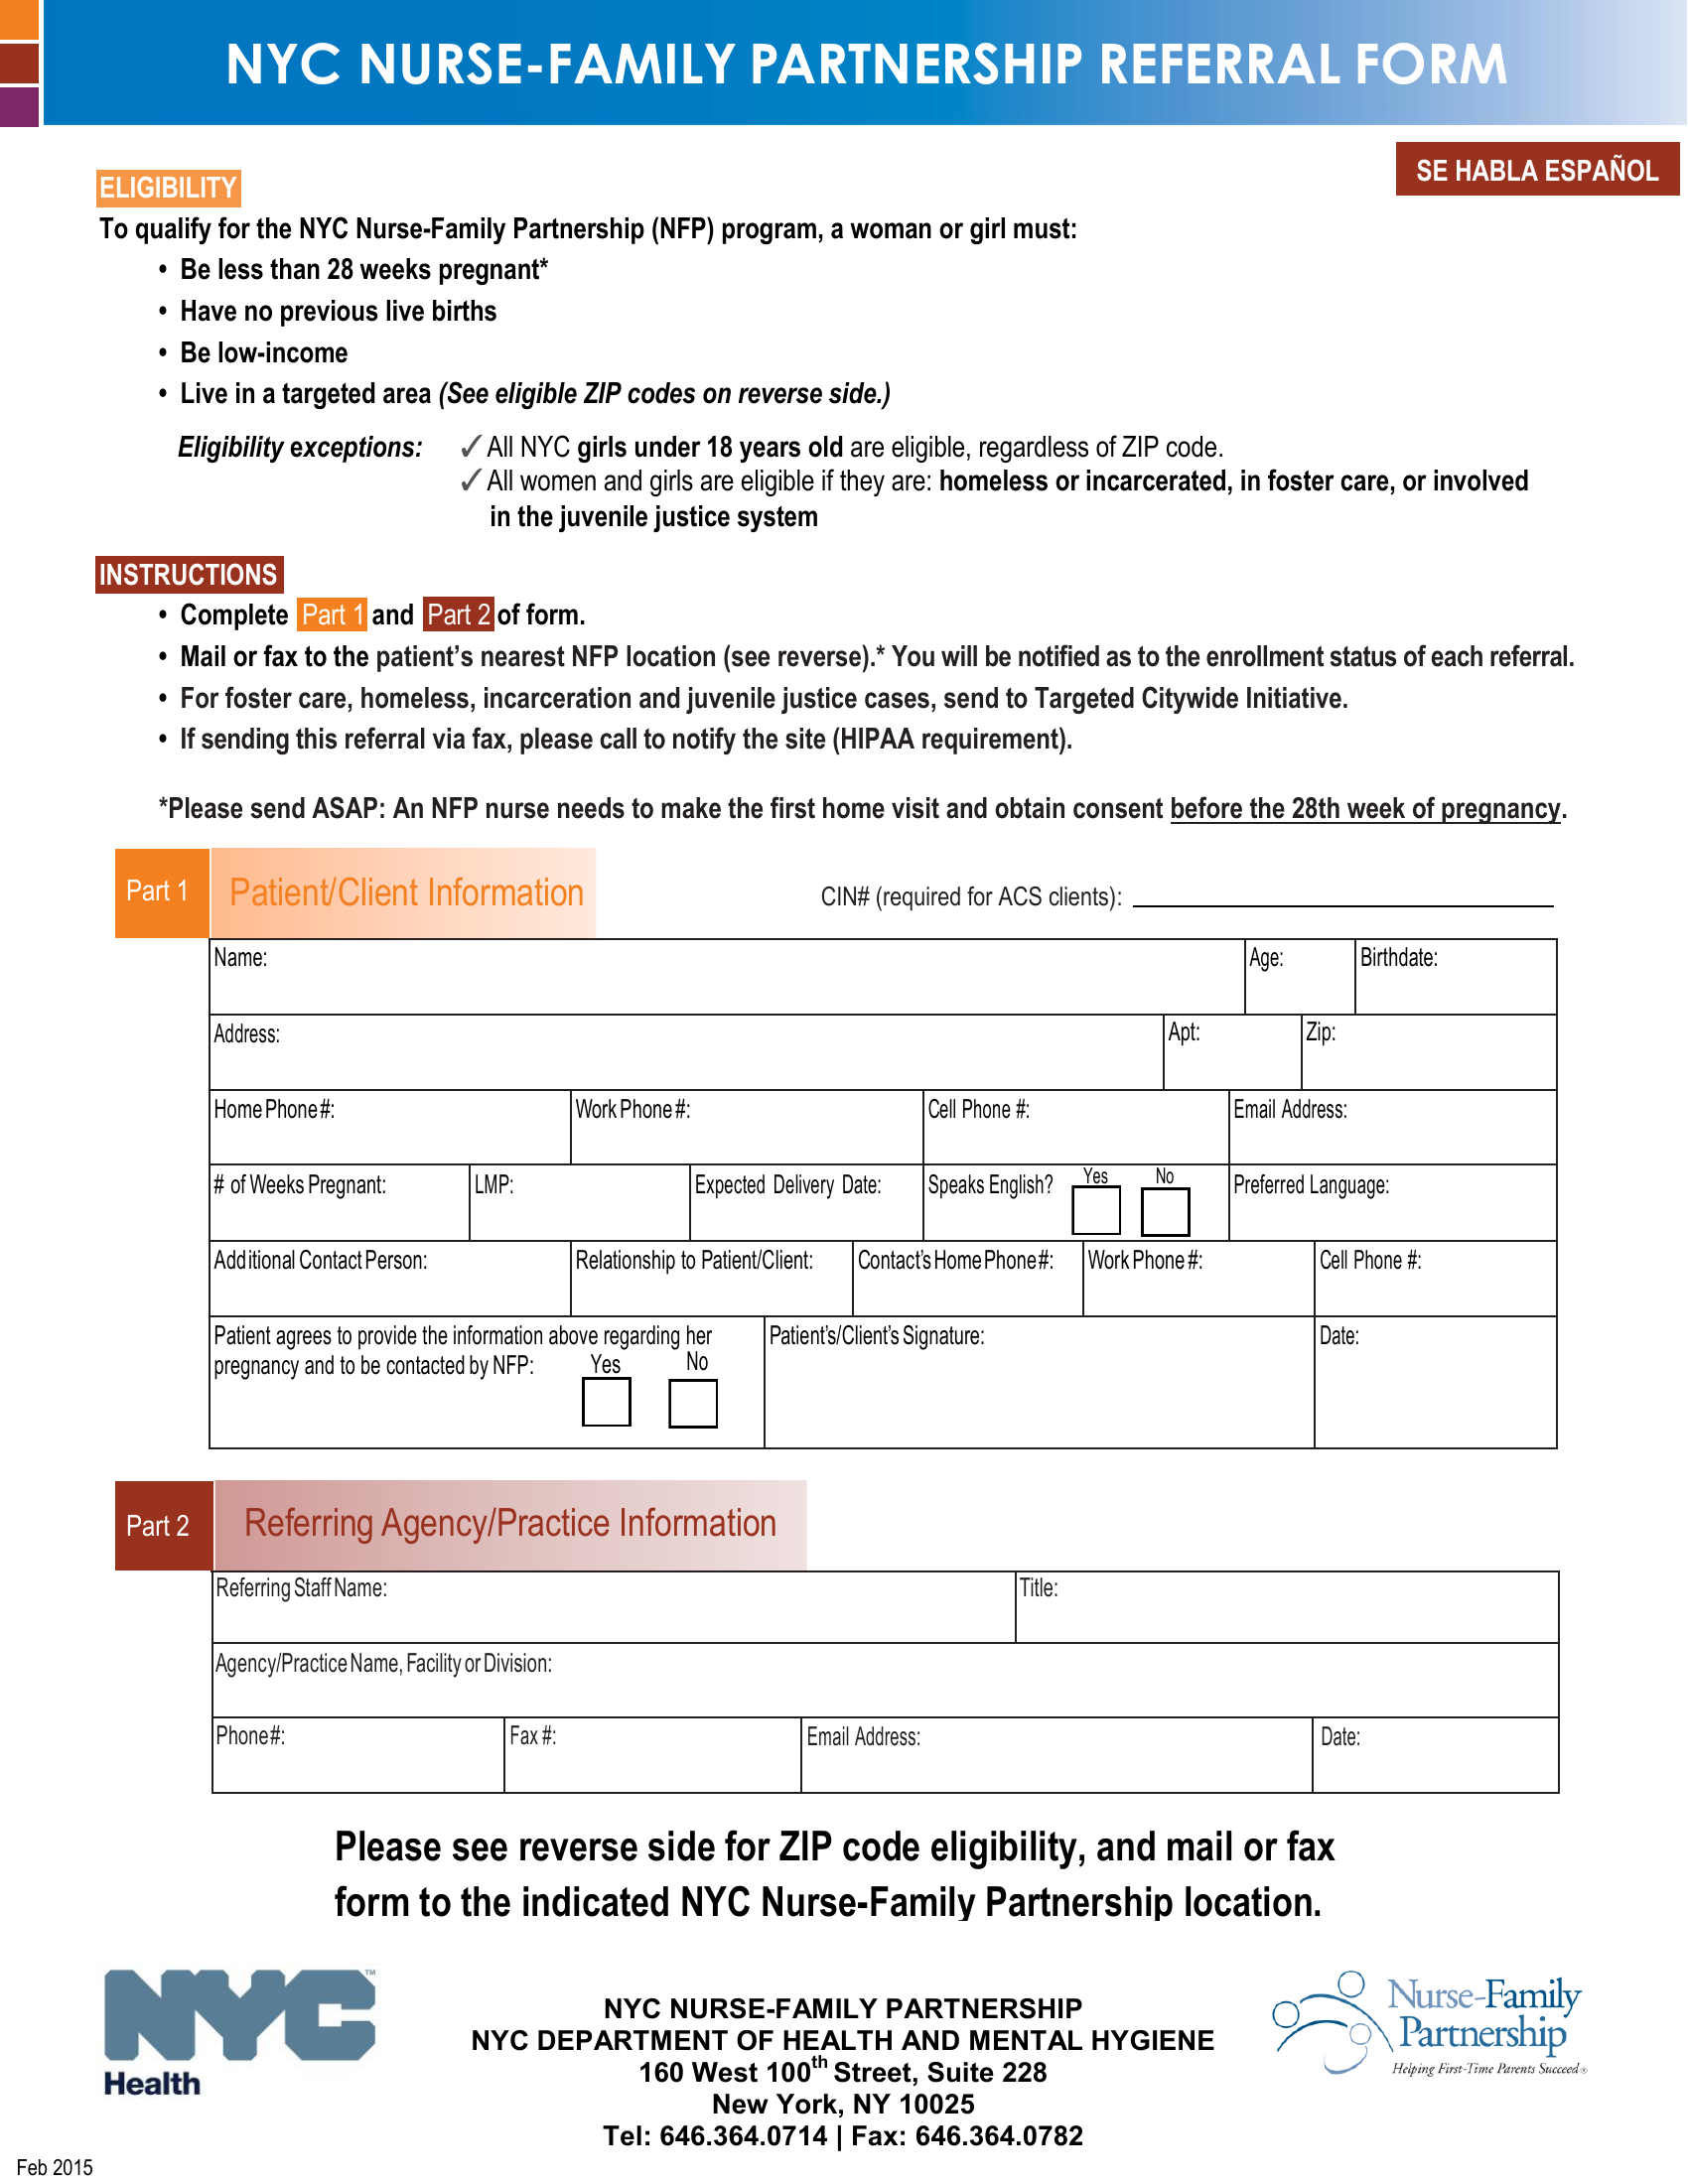 NYC NURSE-FAMILY PARTNERSHIP REFERRAL FORM
SE HABLA ESPAÑOL
ELIGIBILITY
To qualify for the NYC Nurse-Family Partnership (NFP) program, a woman or girl must:
• Be less than 28 weeks pregnant*
• Have no previous live births
• Be low-income
• Live in a targeted area (See eligible ZIP codes on reverse side.)
Eligibility exceptions: ✓ All NYC girls under 18 years old are eligible, regardless of ZIP code.
✓ All women and girls are eligible if they are: homeless or incarcerated, in foster care, or involved
in the juvenile justice system
INSTRUCTIONS
• Complete Part 1 and Part 2 of form.
• Mail or fax to the patient's nearest NFP location (see reverse).* You will be notified as to the enrollment status of each referral.
• For foster care, homeless, incarceration and juvenile justice cases, send to Targeted Citywide Initiative.
• If sending this referral via fax, please call to notify the site (HIPAA requirement).
*Please send ASAP: An NFP nurse needs to make the first home visit and obtain consent before the 28th week of pregnancy.
Part 1 Patient/Client Information CIN# (required for ACS clients):
Name: Age: Birthdate:
Address: Apt: Zip:
Home Phone #: Work Phone #: Cell Phone #: Email Address:
# of Weeks Pregnant: LMP: Expected Delivery Date: Speaks English? Yes No Preferred Language:
Additional Contact Person: Relationship to Patient/Client: Contact's Home Phone #: Work Phone #: Cell Phone #:
Patient agrees to provide the information above regarding her Patient's/Client's Signature: Date:
pregnancy and to be contacted by NFP: Yes No
Part 2 Referring Agency/Practice Information
Referring Staff Name: Title:
Agency/Practice Name, Facility or Division:
Phone #: Fax #: Email Address: Date:
Please see reverse side for ZIP code eligibility, and mail or fax
form to the indicated NYC Nurse-Family Partnership location.
NYC™
Health
NYC NURSE-FAMILY PARTNERSHIP
NYC DEPARTMENT OF HEALTH AND MENTAL HYGIENE
160 West 100th Street, Suite 228
New York, NY 10025
Tel: 646.364.0714 | Fax: 646.364.0782
Nurse-Family
Partnership
Helping First-Time Parents Succeed®
Feb 2015